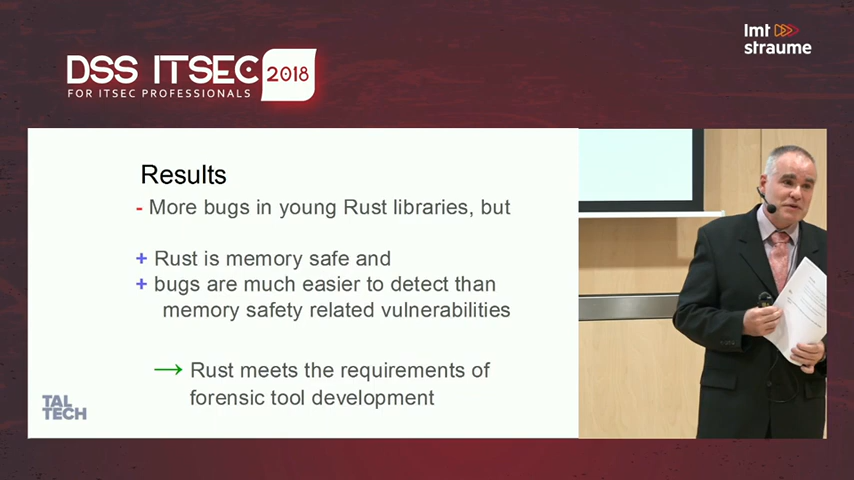 lmt
straume
DSS ITSEC 2018
FOR ITSEC PROFESSIONALS
Results
- More bugs in young Rust libraries, but
+ Rust is memory safe and
+ bugs are much easier to detect than
memory safety related vulnerabilities
→ Rust meets the requirements of
forensic tool development
TAL
TECH